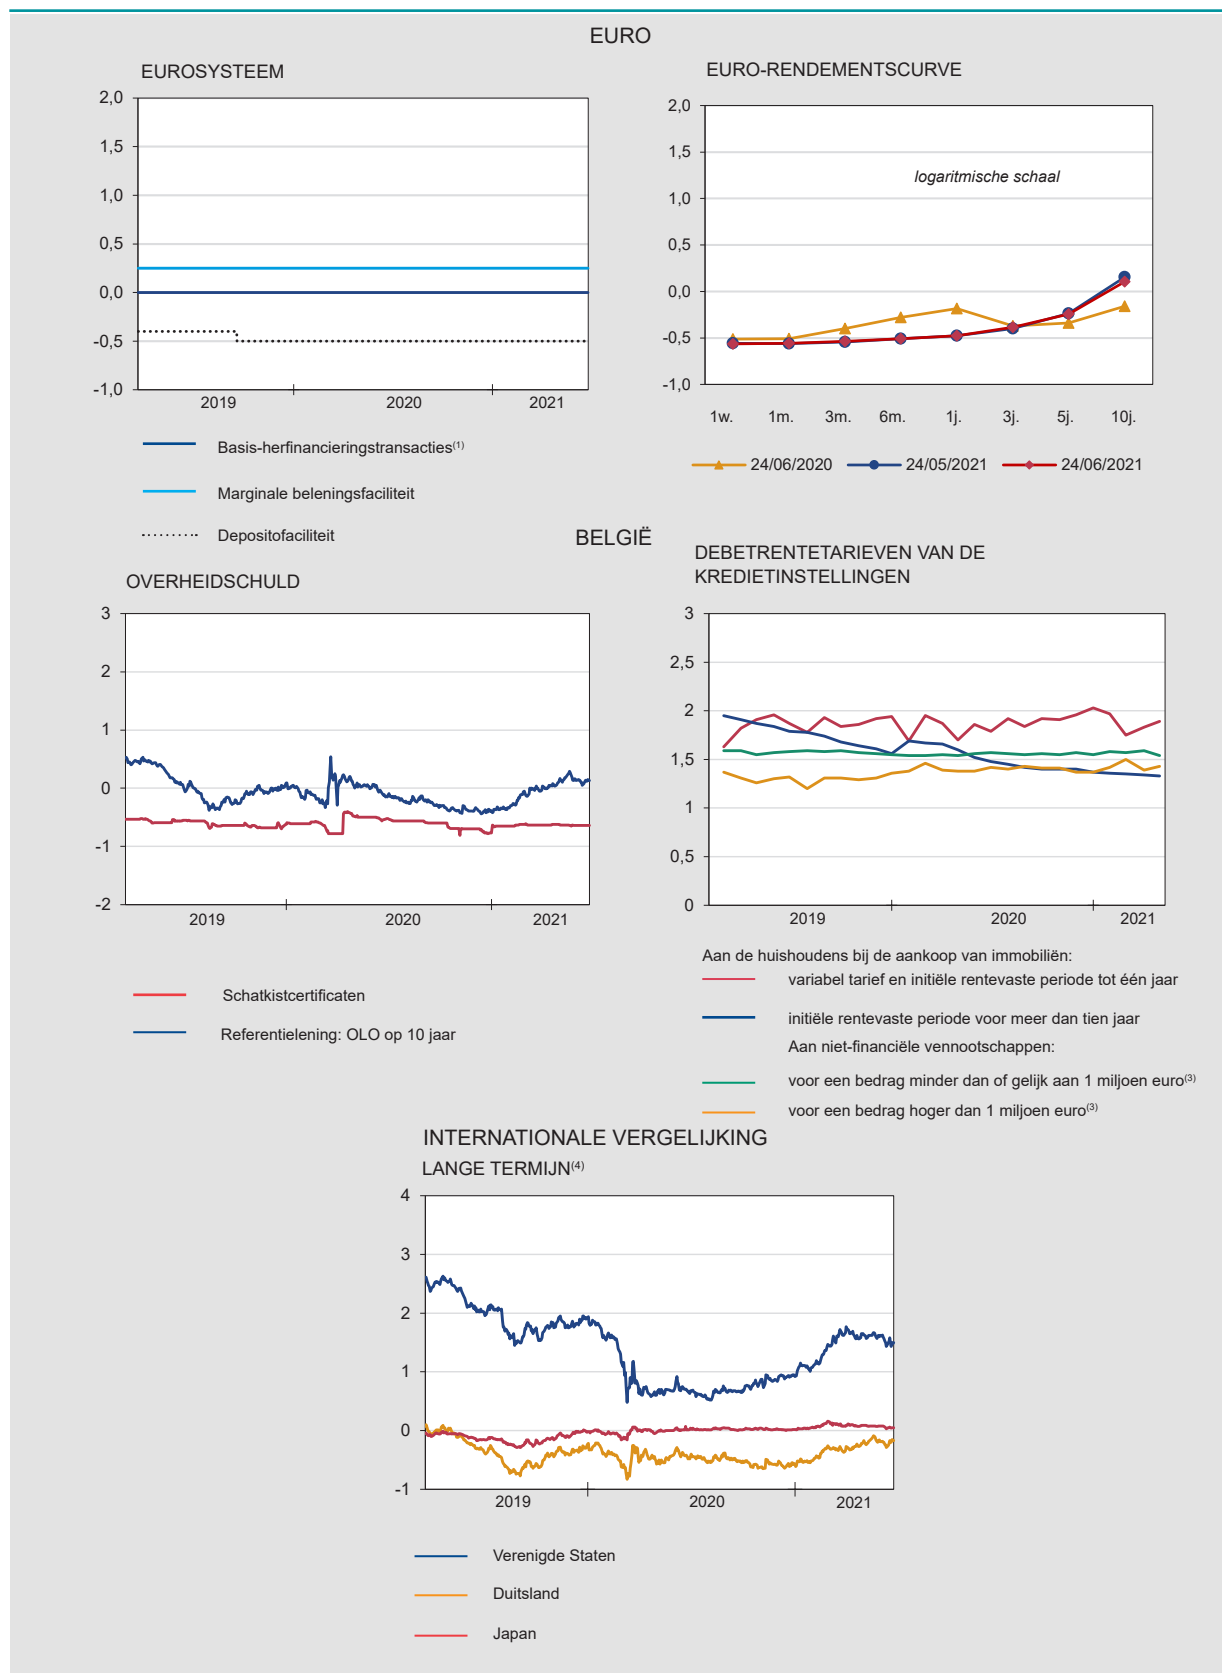 EURO
EUROSYSTEEM
2,0
1,5
1,0
0,5
0,0
-0,5
-1,0
2019 2020 2021
Basis-herfinancieringstransacties(1)
Marginale beleningsfaciliteit
Depositofaciliteit
EURO-RENDEMENTSCURVE
2,0
1,5
1,0
0,5
0,0
-0,5
-1,0
logaritmische schaal
1w. 1m. 3m. 6m. 1j. 3j. 5j. 10j.
24/06/2020 24/05/2021 24/06/2021
BELGIË
OVERHEIDSCHULD
3
2
1
0
-1
-2
2019 2020 2021
Schatkistcertificaten
Referentielening: OLO op 10 jaar
DEBETRENTETARIEVEN VAN DE
KREDIETINSTELLINGEN
3
2,5
2
1,5
1
0,5
0
2019 2020 2021
Aan de huishoudens bij de aankoop van immobiliën:
variabel tarief en initiële rentevaste periode tot één jaar
initiële rentevaste periode voor meer dan tien jaar
Aan niet-financiële vennootschappen:
voor een bedrag minder dan of gelijk aan 1 miljoen euro(3)
voor een bedrag hoger dan 1 miljoen euro(3)
INTERNATIONALE VERGELIJKING
LANGE TERMIJN(4)
4
3
2
1
0
-1
2019 2020 2021
Verenigde Staten
Duitsland
Japan